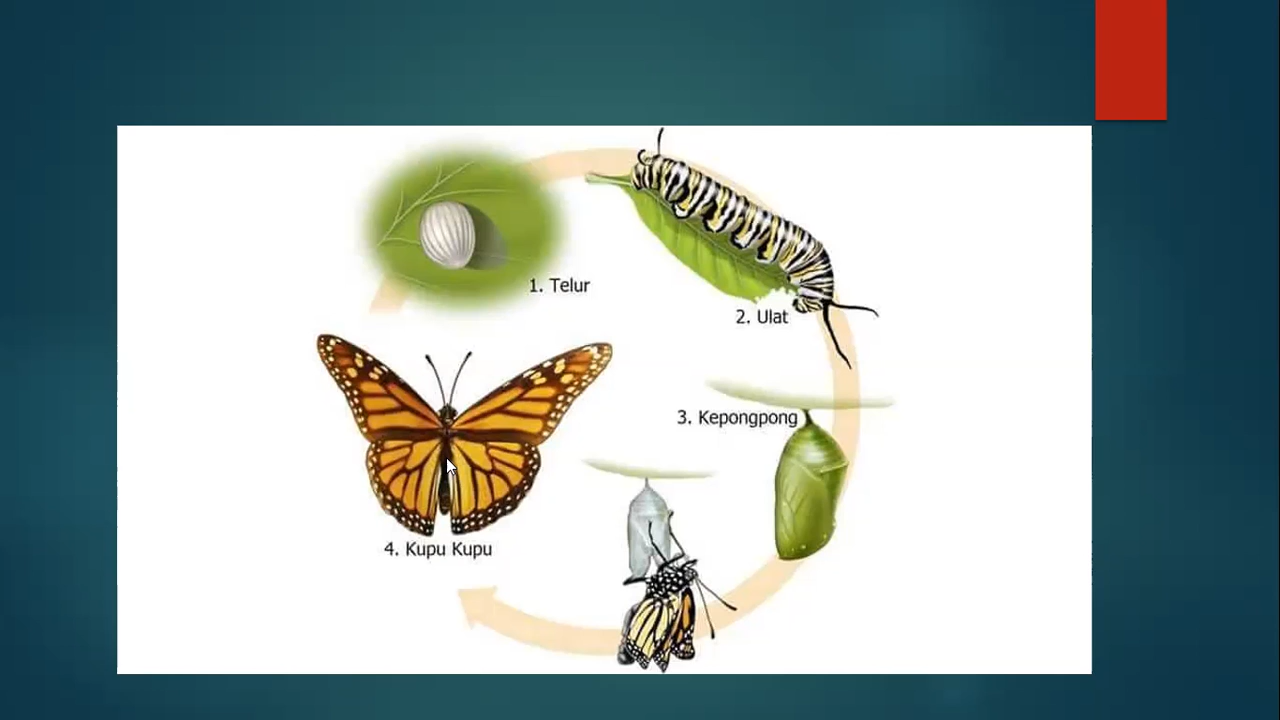 1. Telur
2. Ulat
3. Kepongpong
4. Kupu Kupu